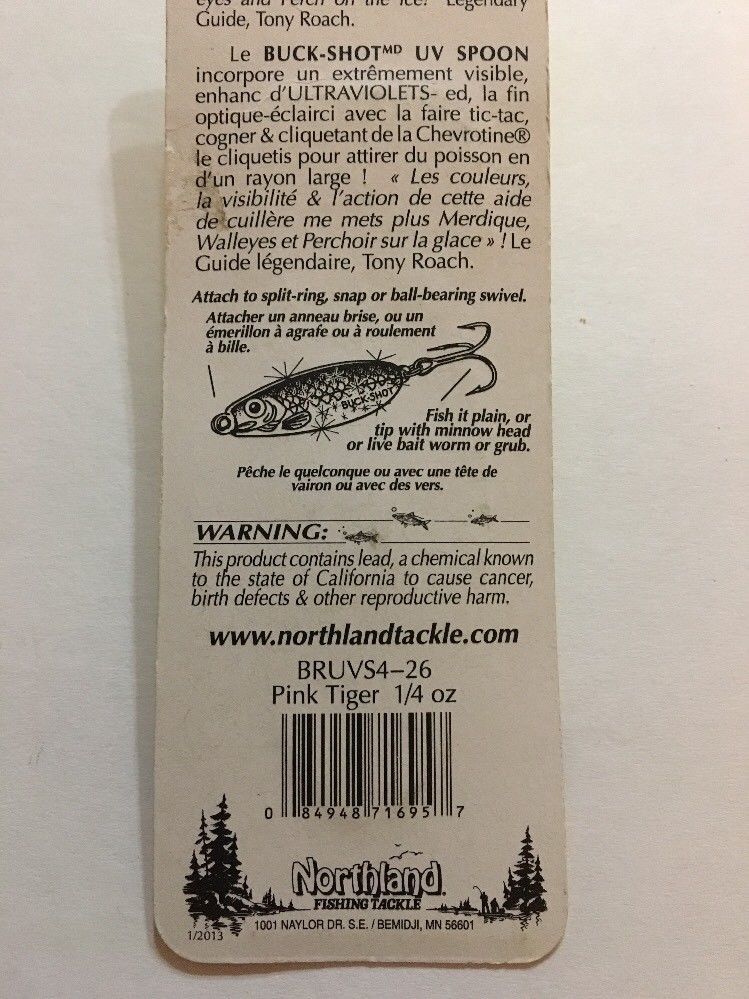 eyes and Perch on the ice!" Legendary
Guide, Tony Roach.
Le BUCK-SHOTᴹᴰ UV SPOON
incorpore un extrêmement visible,
enhanc d'ULTRAVIOLETS- ed, la fin
optique-éclairci avec la faire tic-tac,
cogner & cliquetant de la Chevrotine®
le cliquetis pour attirer du poisson en
d'un rayon large ! « Les couleurs,
la visibilité & l'action de cette aide
de cuillère me mets plus Merdique,
Walleyes et Perchoir sur la glace » ! Le
Guide légendaire, Tony Roach.
Attach to split-ring, snap or ball-bearing swivel.
Attacher un anneau brise, ou un
émerillon à agrafe ou à roulement
à bille.
BUCK-SHOT
Fish it plain, or
tip with minnow head
or live bait worm or grub.
Pêche le quelconque ou avec une tête de
vairon ou avec des vers.
WARNING:
This product contains lead, a chemical known
to the state of California to cause cancer,
birth defects & other reproductive harm.
www.northlandtackle.com
BRUVS4–26
Pink Tiger 1/4 oz
0 84948 71695 7
Northland
FISHING TACKLE
1001 NAYLOR DR. S.E. / BEMIDJI, MN 56601
1/2013